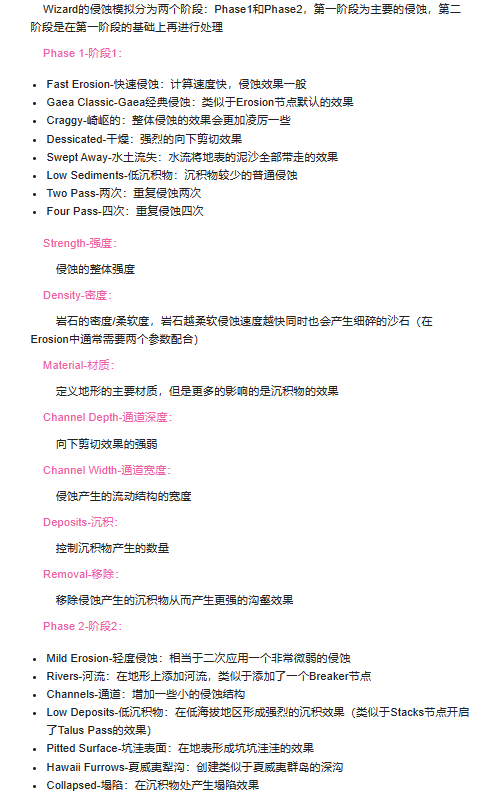 Wizard的侵蚀模拟分为两个阶段：Phase1和Phase2，第一阶段为主要的侵蚀，第二
阶段是在第一阶段的基础上再进行处理
Phase 1-阶段1：
• Fast Erosion-快速侵蚀：计算速度快，侵蚀效果一般
• Gaea Classic-Gaea经典侵蚀：类似于Erosion节点默认的效果
• Craggy-崎岖的：整体侵蚀的效果会更加凌厉一些
• Dessicated-干燥：强烈的向下剪切效果
• Swept Away-水土流失：水流将地表的泥沙全部带走的效果
• Low Sediments-低沉积物：沉积物较少的普通侵蚀
• Two Pass-两次：重复侵蚀两次
• Four Pass-四次：重复侵蚀四次
Strength-强度：
侵蚀的整体强度
Density-密度：
岩石的密度/柔软度，岩石越柔软侵蚀速度越快同时也会产生细碎的沙石（在
Erosion中通常需要两个参数配合）
Material-材质：
定义地形的主要材质，但是更多的影响的是沉积物的效果
Channel Depth-通道深度：
向下剪切效果的强弱
Channel Width-通道宽度：
侵蚀产生的流动结构的宽度
Deposits-沉积：
控制沉积物产生的数量
Removal-移除：
移除侵蚀产生的沉积物从而产生更强的沟壑效果
Phase 2-阶段2：
• Mild Erosion-轻度侵蚀：相当于二次应用一个非常微弱的侵蚀
• Rivers-河流：在地形上添加河流，类似于添加了一个Breaker节点
• Channels-通道：增加一些小的侵蚀结构
• Low Deposits-低沉积物：在低海拔地区形成强烈的沉积效果（类似于Stacks节点开启
了Talus Pass的效果）
• Pitted Surface-坑洼表面：在地表形成坑坑洼洼的效果
• Hawaii Furrows-夏威夷犁沟：创建类似于夏威夷群岛的深沟
• Collapsed-塌陷：在沉积物处产生塌陷效果